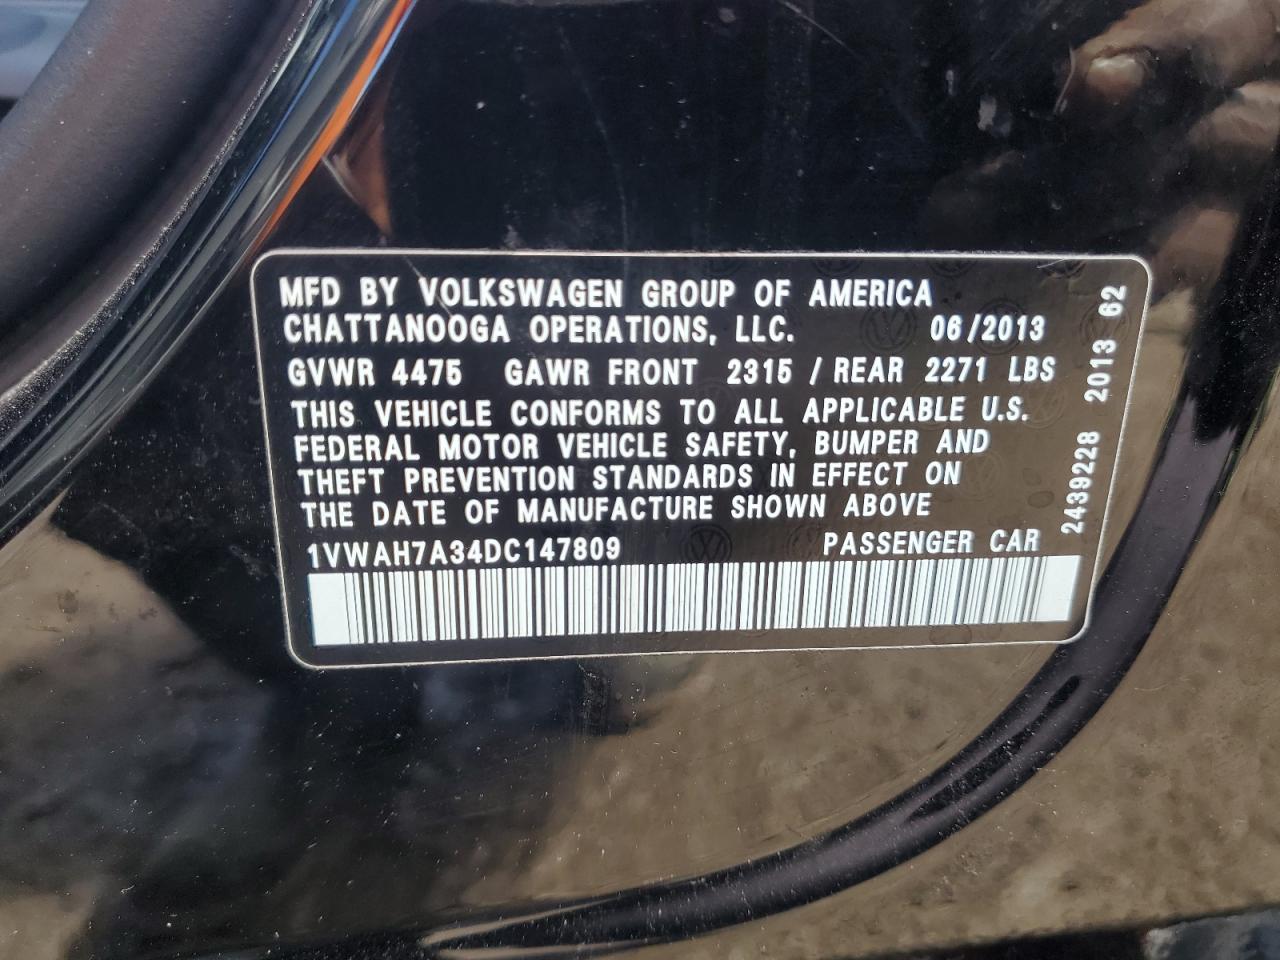 MFD BY VOLKSWAGEN GROUP OF AMERICA
CHATTANOOGA OPERATIONS, LLC. 06/2013
GVWR 4475 GAWR FRONT 2315 / REAR 2271 LBS
THIS VEHICLE CONFORMS TO ALL APPLICABLE U.S.
FEDERAL MOTOR VEHICLE SAFETY, BUMPER AND
THEFT PREVENTION STANDARDS IN EFFECT ON
THE DATE OF MANUFACTURE SHOWN ABOVE
1VWAH7A34DC147809 PASSENGER CAR
2439228 2013 62